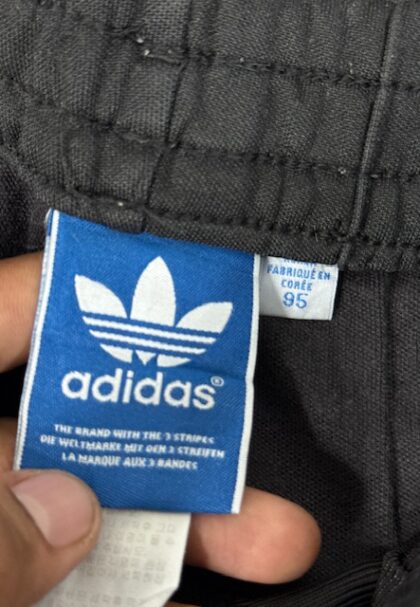 adidas®
THE BRAND WITH THE 3 STRIPES
DIE WELTMARKE MIT DEN 3 STREIFEN
LA MARQUE AUX 3 BANDES
FABRIQUÉ EN
CORÉE
95